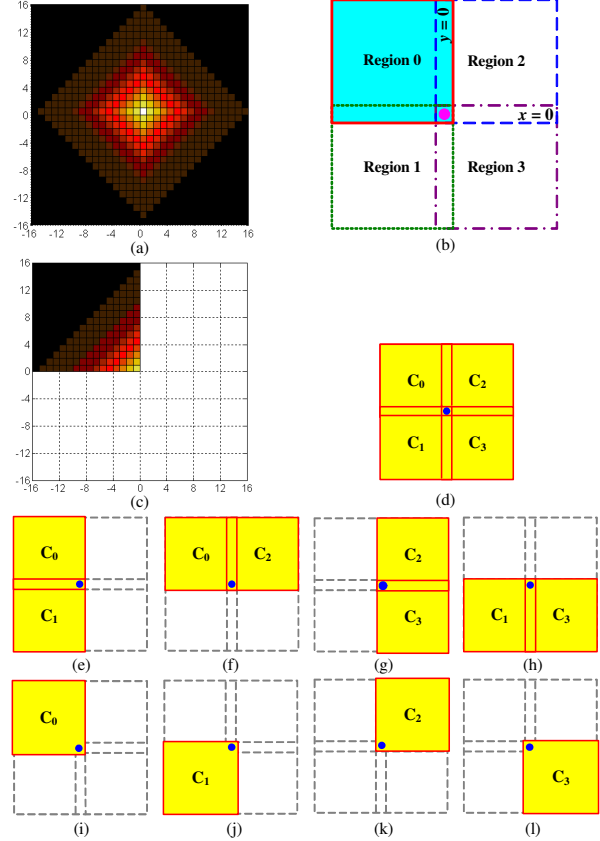 16
12
8
4
0
-4
-8
-12
-16
-16 -12 -8 -4 0 4 8 12 16
(a)
Region 0
y = 0
Region 2
x = 0
Region 1
Region 3
(b)
16
12
8
4
0
-4
-8
-12
-16
-16 -12 -8 -4 0 4 8 12 16
(c)
C0 C2
C1 C3
(d)
C0
C1
(e)
C0 C2
(f)
C2
C3
(g)
C1 C3
(h)
C0
(i)
C1
(j)
C2
(k)
C3
(l)